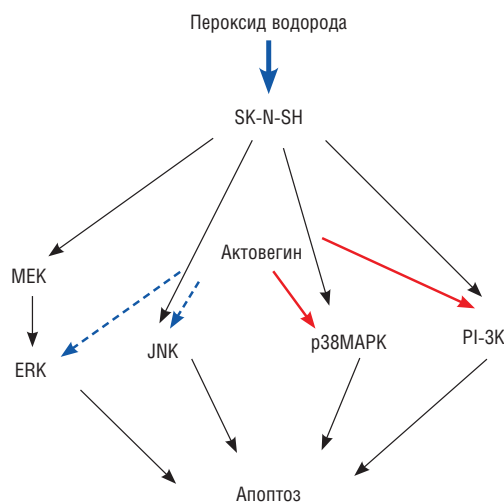 Пероксид водорода
SK-N-SH
Актовегин
MEK
ERK
JNK
p38MAPK
PI-3K
Апоптоз